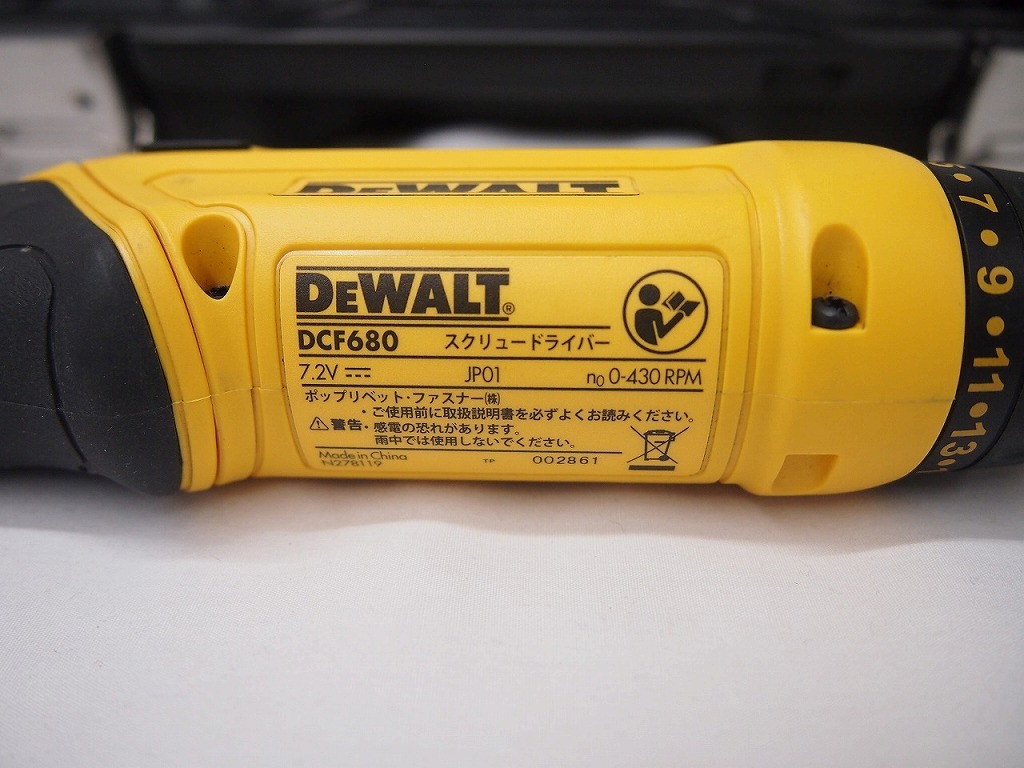 DEWALT
DEWALT®
DCF680 スクリュードライバー
7.2V JP01 n0 0-430 RPM
ポップリベット・ファスナー㈱
・ご使用前に取扱説明書を必ずよくお読みください。
警告・感電の恐れがあります。
雨中では使用しないでください。
Made in China
N278119 TP 002861
7•9•11•13